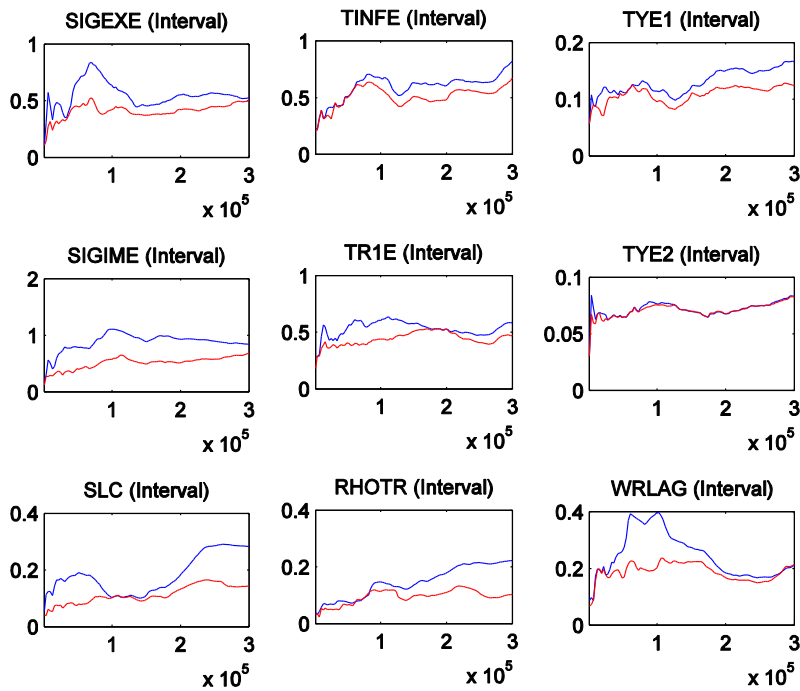 SIGEXE (Interval)
1
0.5
0
1 2 3
x 10^5
TINFE (Interval)
1
0.5
0
1 2 3
x 10^5
TYE1 (Interval)
0.2
0.1
0
1 2 3
x 10^5
SIGIME (Interval)
2
1
0
1 2 3
x 10^5
TR1E (Interval)
1
0.5
0
1 2 3
x 10^5
TYE2 (Interval)
0.1
0.05
0
1 2 3
x 10^5
SLC (Interval)
0.4
0.2
0
1 2 3
x 10^5
RHOTR (Interval)
0.4
0.2
0
1 2 3
x 10^5
WRLAG (Interval)
0.4
0.2
0
1 2 3
x 10^5